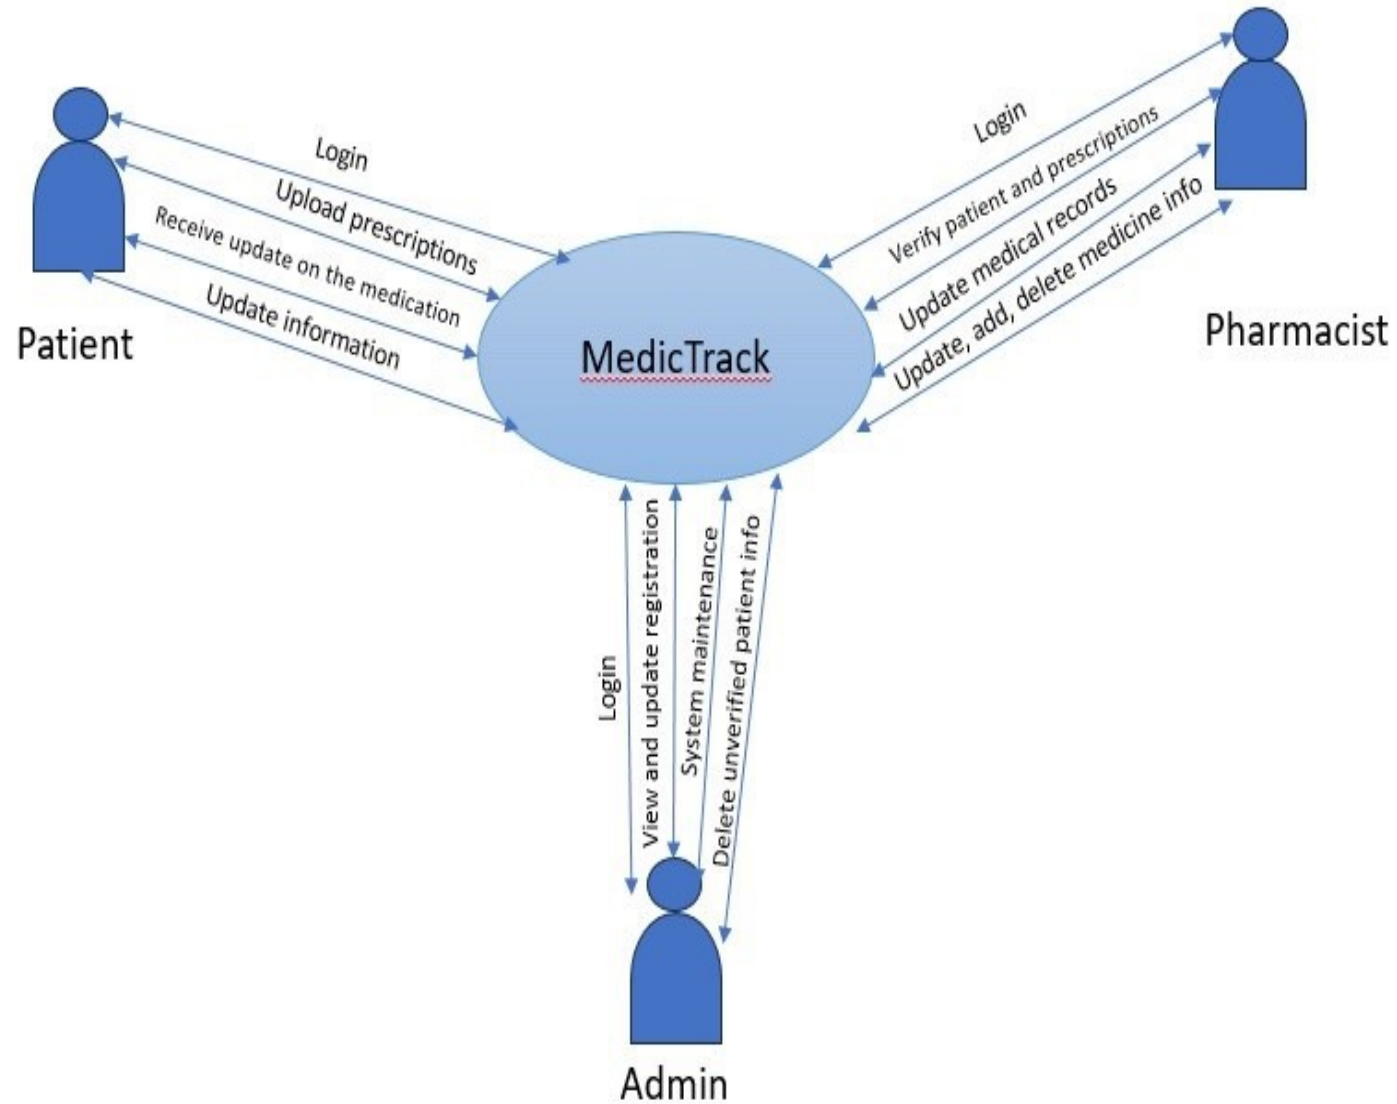 Login
Upload prescriptions
Receive update on the medication
Update information
Patient
Login
Verify patient and prescriptions
Update medical records
Update, add, delete medicine info
Pharmacist
MedicTrack
Login
View and update registration
System maintenance
Delete unverified patient info
Admin